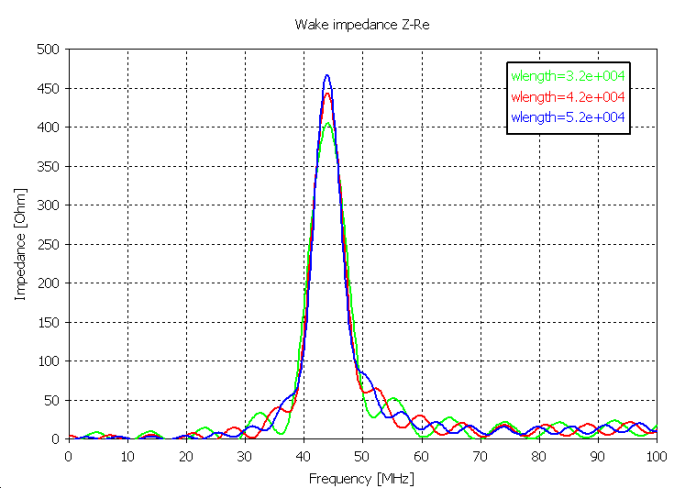 Wake impedance Z-Re
500
450
400
350
300
250
200
150
100
50
0
Impedance [Ohm]
wlength=3.2e+004
wlength=4.2e+004
wlength=5.2e+004
0 10 20 30 40 50 60 70 80 90 100
Frequency [MHz]